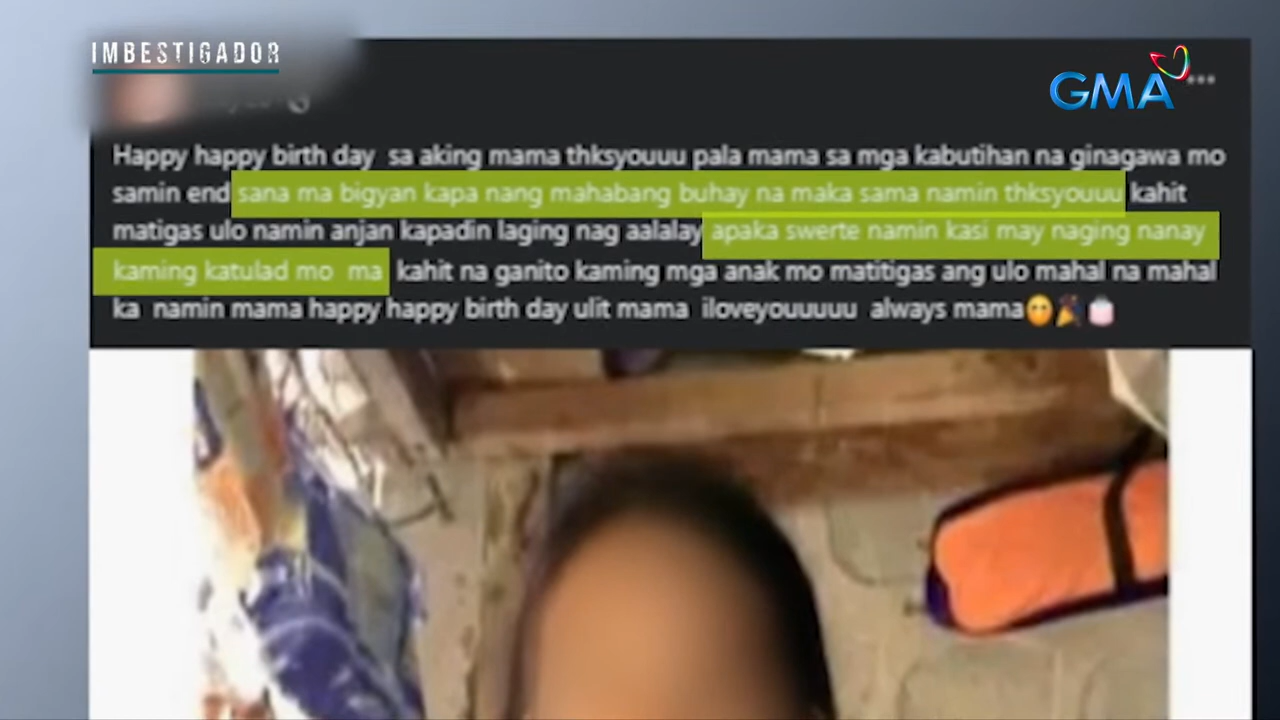 IMBESTIGADOR
GMA
Happy happy birth day sa aking mama thksyouuu pala mama sa mga kabutihan na ginagawa mo
samin end sana ma bigyan kapa nang mahabang buhay na maka sama namin thksyouuu kahit
matigas ulo namin anjan kapadin laging nag aalalay apaka swerte namin kasi may naging nanay
kaming katulad mo ma kahit na ganito kaming mga anak mo matitigas ang ulo mahal na mahal
ka namin mama happy happy birth day ulit mama iloveyouuuuu always mama